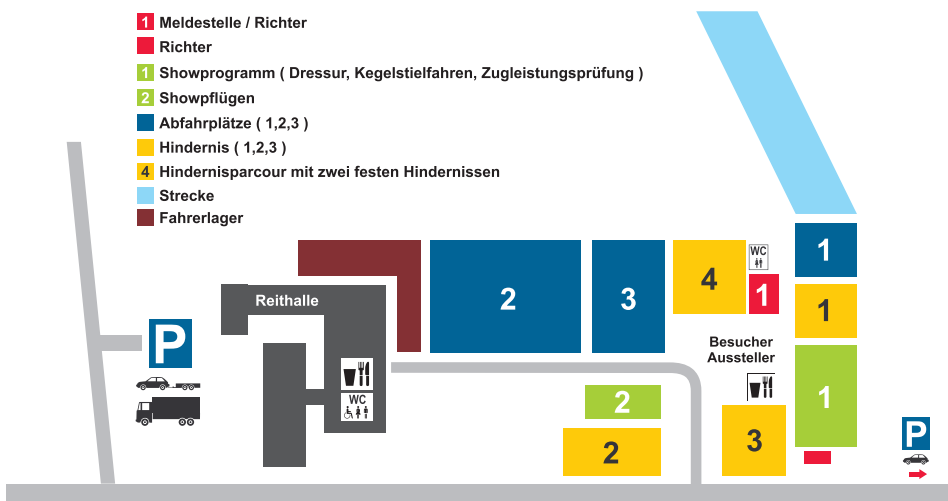 1 Meldestelle / Richter
Richter
1 Showprogramm ( Dressur, Kegelstielfahren, Zugleistungsprüfung )
2 Showpflügen
Abfahrplätze ( 1,2,3 )
Hindernis ( 1,2,3 )
4 Hindernisparcour mit zwei festen Hindernissen
Strecke
Fahrerlager
Reithalle
2
3
4
WC
1
1
1
Besucher
Aussteller
P
WC
2
2
3
1
P